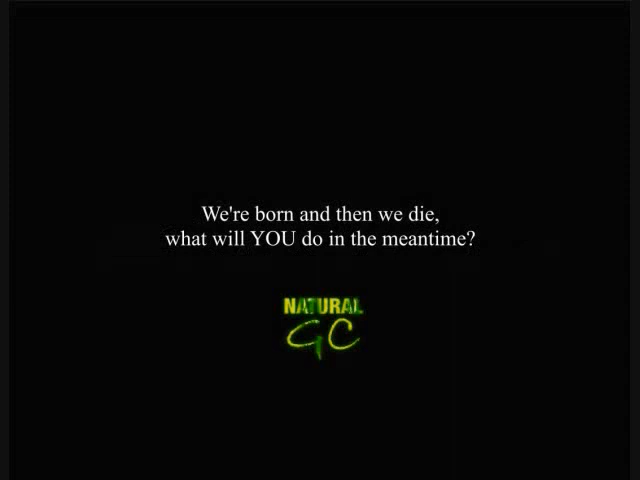 We're born and then we die,
what will YOU do in the meantime?
NATURAL
GC